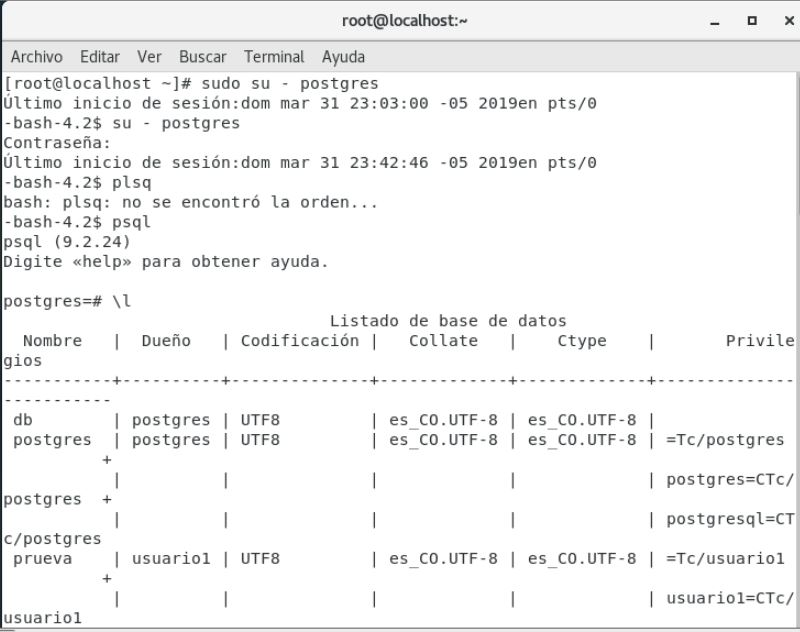 root@localhost:~
Archivo Editar Ver Buscar Terminal Ayuda
[root@localhost ~]# sudo su - postgres
Último inicio de sesión:dom mar 31 23:03:00 -05 2019en pts/0
-bash-4.2$ su - postgres
Contraseña:
Último inicio de sesión:dom mar 31 23:42:46 -05 2019en pts/0
-bash-4.2$ plsq
bash: plsq: no se encontró la orden...
-bash-4.2$ psql
psql (9.2.24)
Digite «help» para obtener ayuda.

postgres=# \l
                                 Listado de base de datos
  Nombre   |  Dueño   | Codificación |   Collate   |    Ctype    |       Privile
gios
-----------+----------+--------------+-------------+-------------+--------------
-----------
 db        | postgres | UTF8         | es_CO.UTF-8 | es_CO.UTF-8 |
 postgres  | postgres | UTF8         | es_CO.UTF-8 | es_CO.UTF-8 | =Tc/postgres
          +
           |          |              |             |             | postgres=CTc/
postgres  +
           |          |              |             |             | postgresql=CT
c/postgres
 prueva    | usuario1 | UTF8         | es_CO.UTF-8 | es_CO.UTF-8 | =Tc/usuario1
          +
           |          |              |             |             | usuario1=CTc/
usuario1